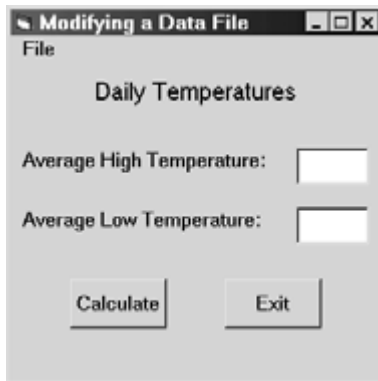 Modifying a Data File
File
Daily Temperatures
Average High Temperature:
Average Low Temperature:
Calculate Exit